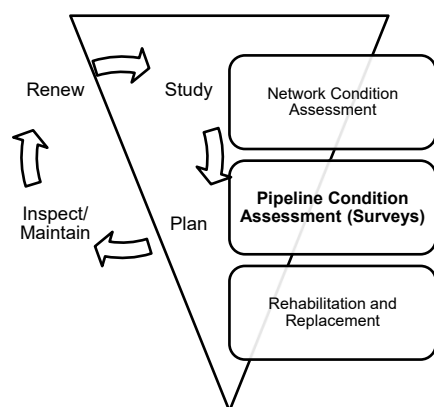 Renew
Study
Network Condition
Assessment
Inspect/
Maintain
Plan
Pipeline Condition
Assessment (Surveys)
Rehabilitation and
Replacement